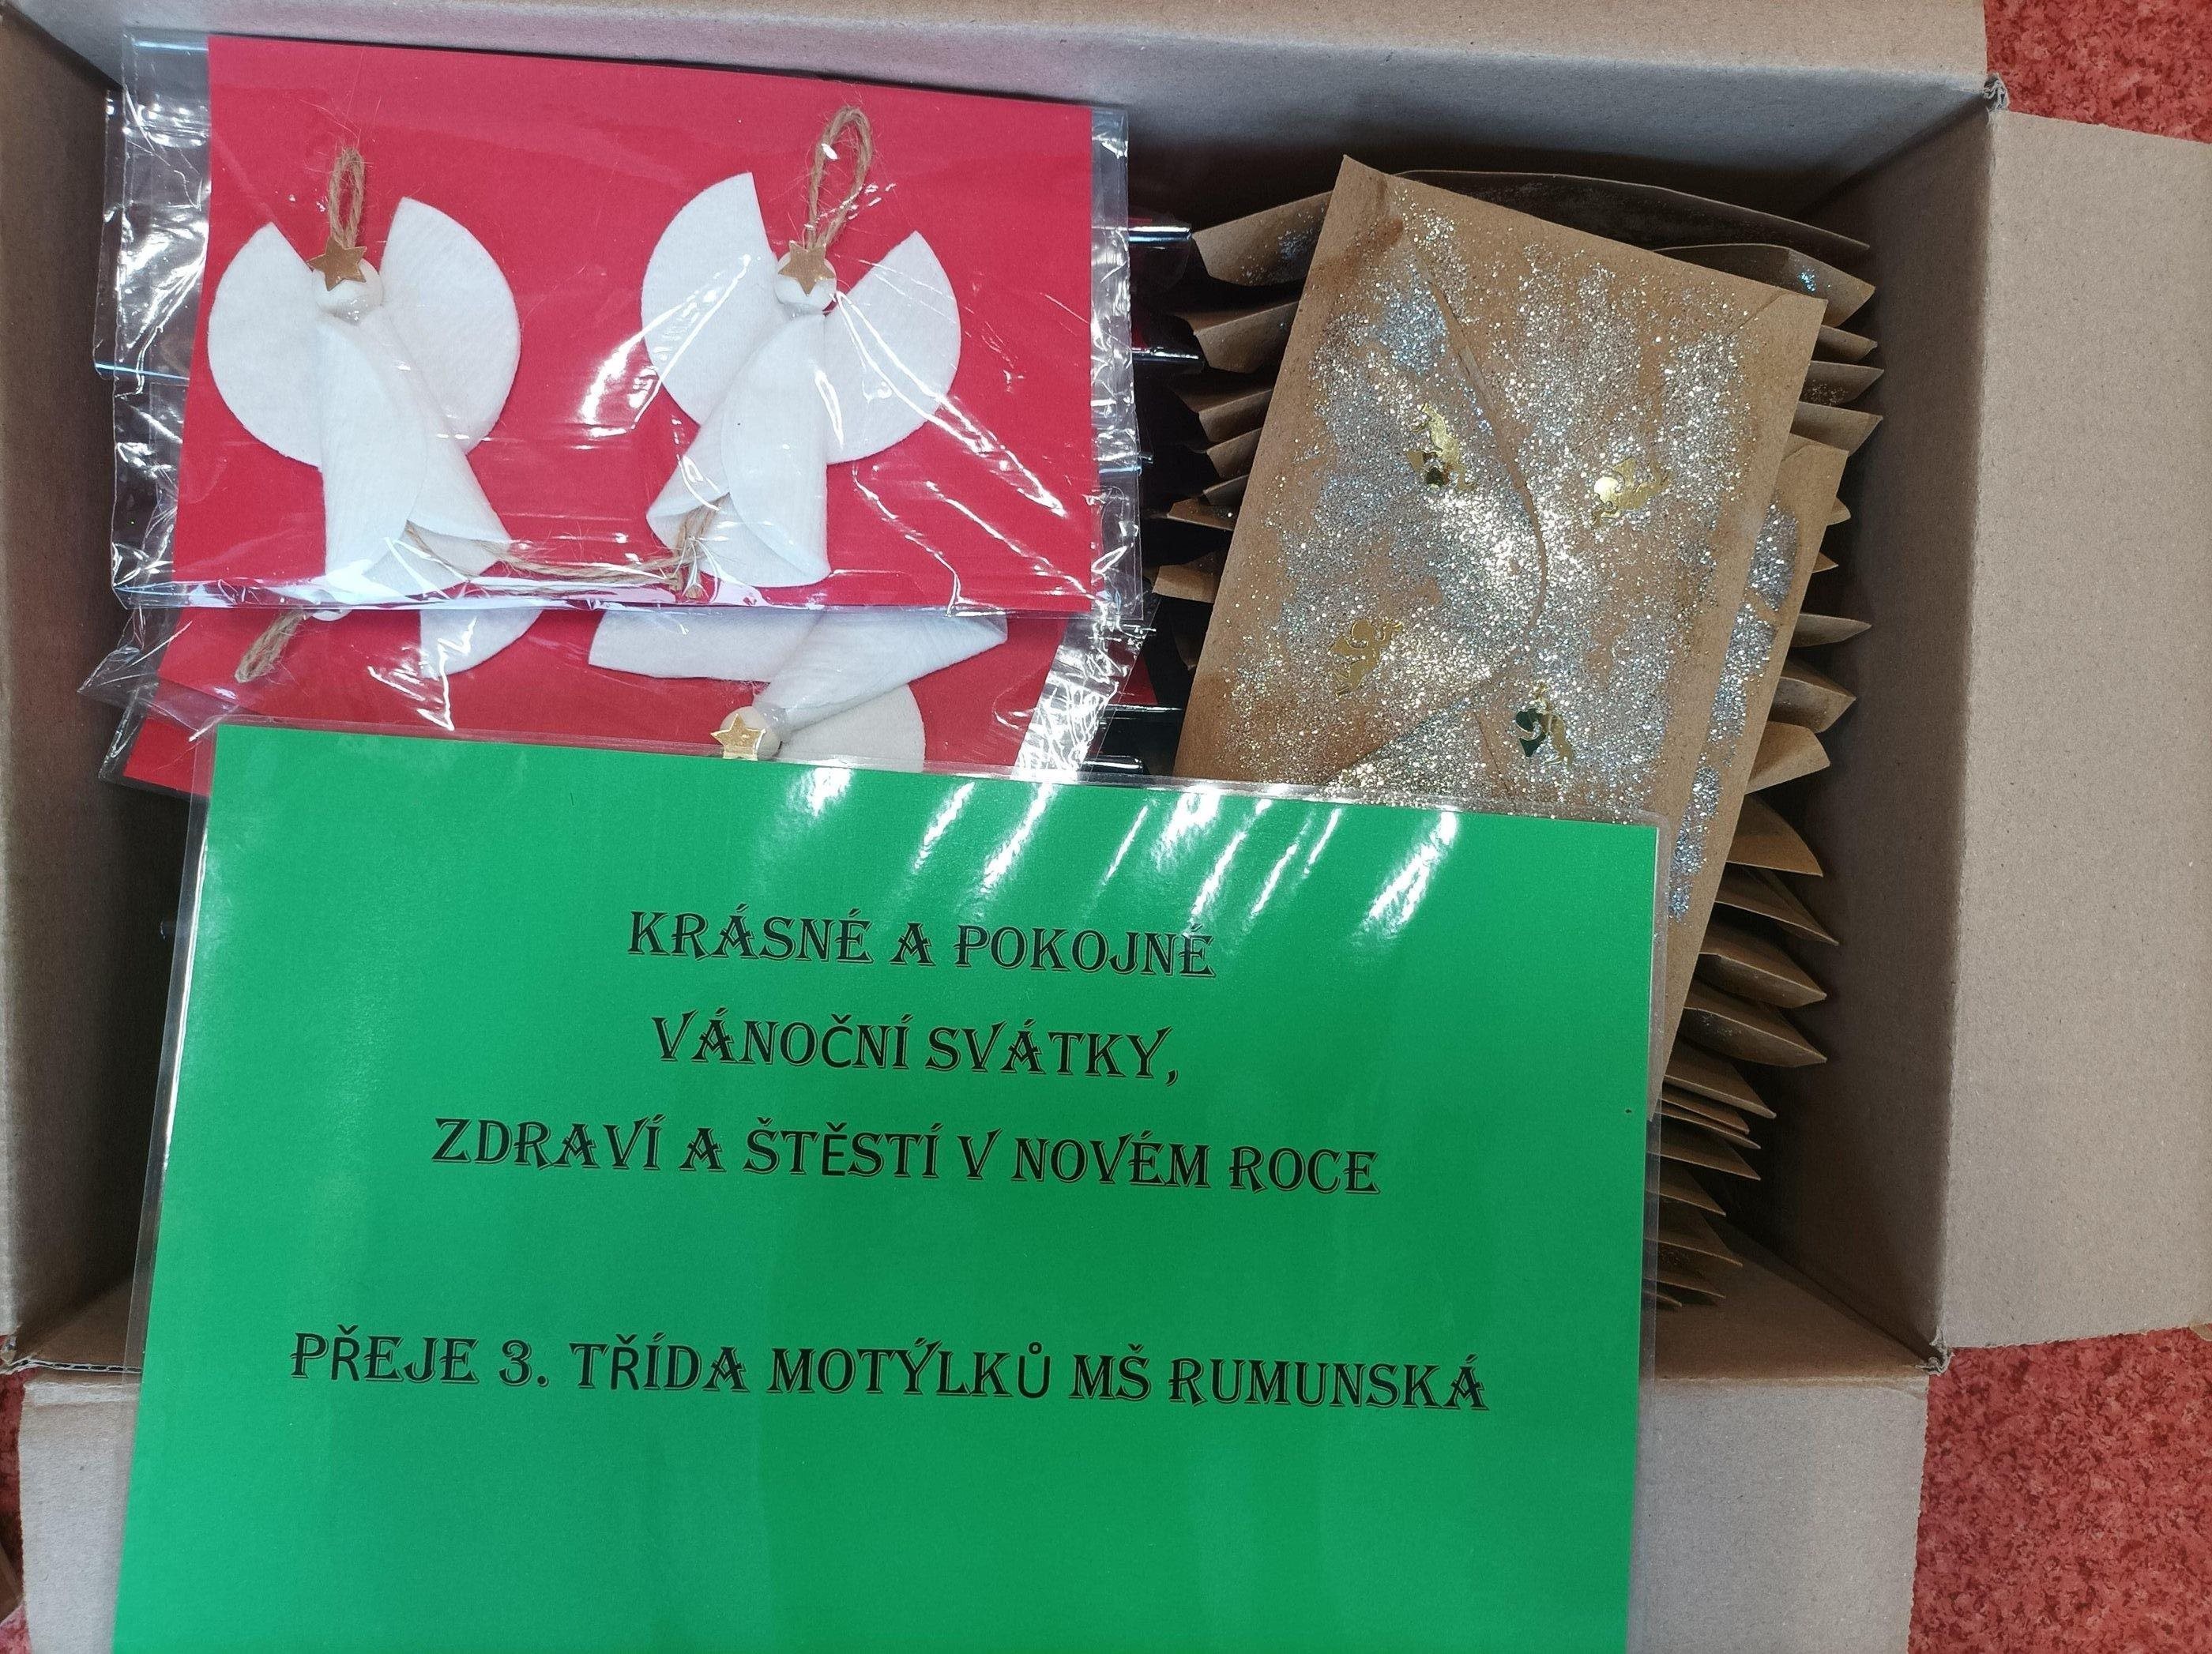 KRÁSNÉ A POKOJNÉ
VÁNOČNÍ SVÁTKY,
ZDRAVÍ A ŠTĚSTÍ V NOVÉM ROCE
PŘEJE 3. TŘÍDA MOTÝLKŮ MŠ RUMUNSKÁ